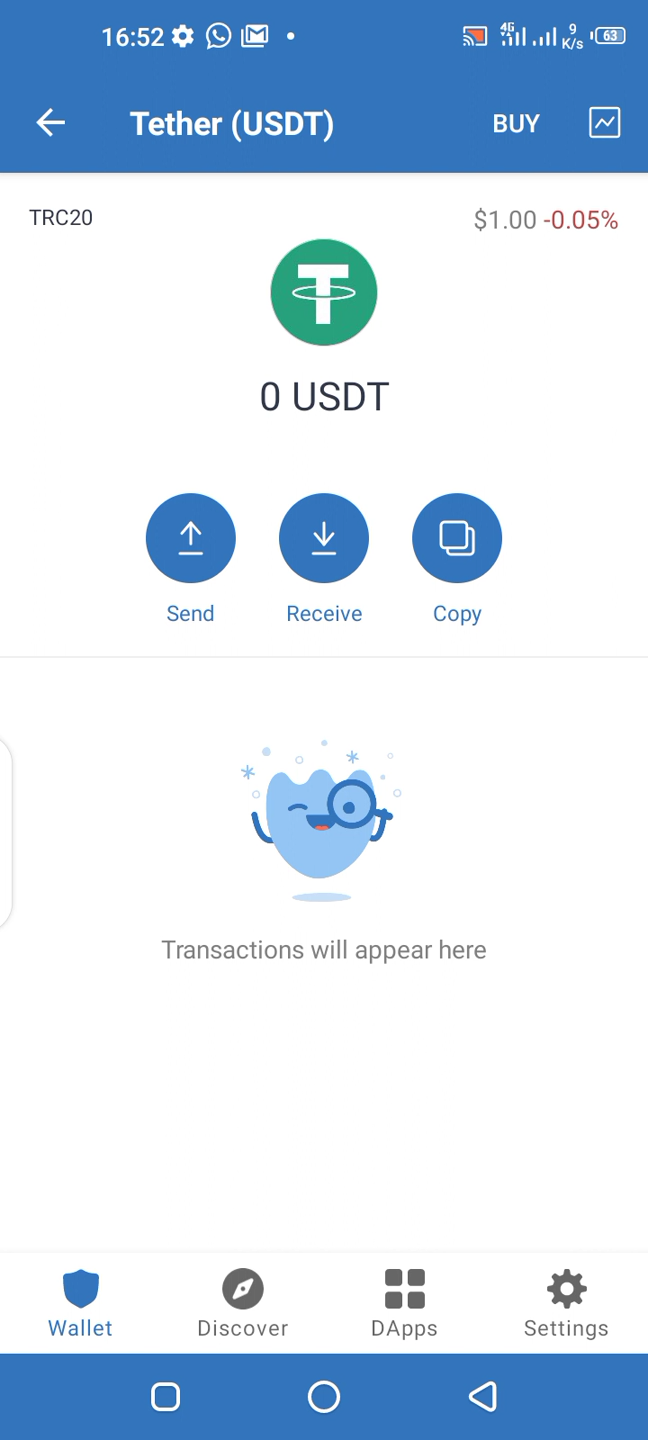 16:52
4G
9
K/s
63
Tether (USDT)
BUY
TRC20
$1.00 -0.05%
0 USDT
Send
Receive
Copy
Transactions will appear here
Wallet
Discover
DApps
Settings